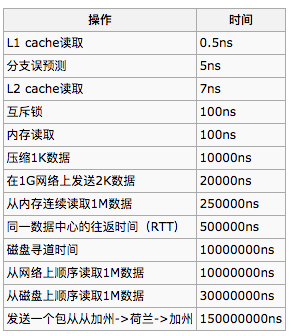 操作 时间
L1 cache读取 0.5ns
分支误预测 5ns
L2 cache读取 7ns
互斥锁 100ns
内存读取 100ns
压缩1K数据 10000ns
在1G网络上发送2K数据 20000ns
从内存连续读取1M数据 250000ns
同一数据中心的往返时间（RTT） 500000ns
磁盘寻道时间 10000000ns
从网络上顺序读取1M数据 10000000ns
从磁盘上顺序读取1M数据 30000000ns
发送一个包从从加州->荷兰->加州 150000000ns